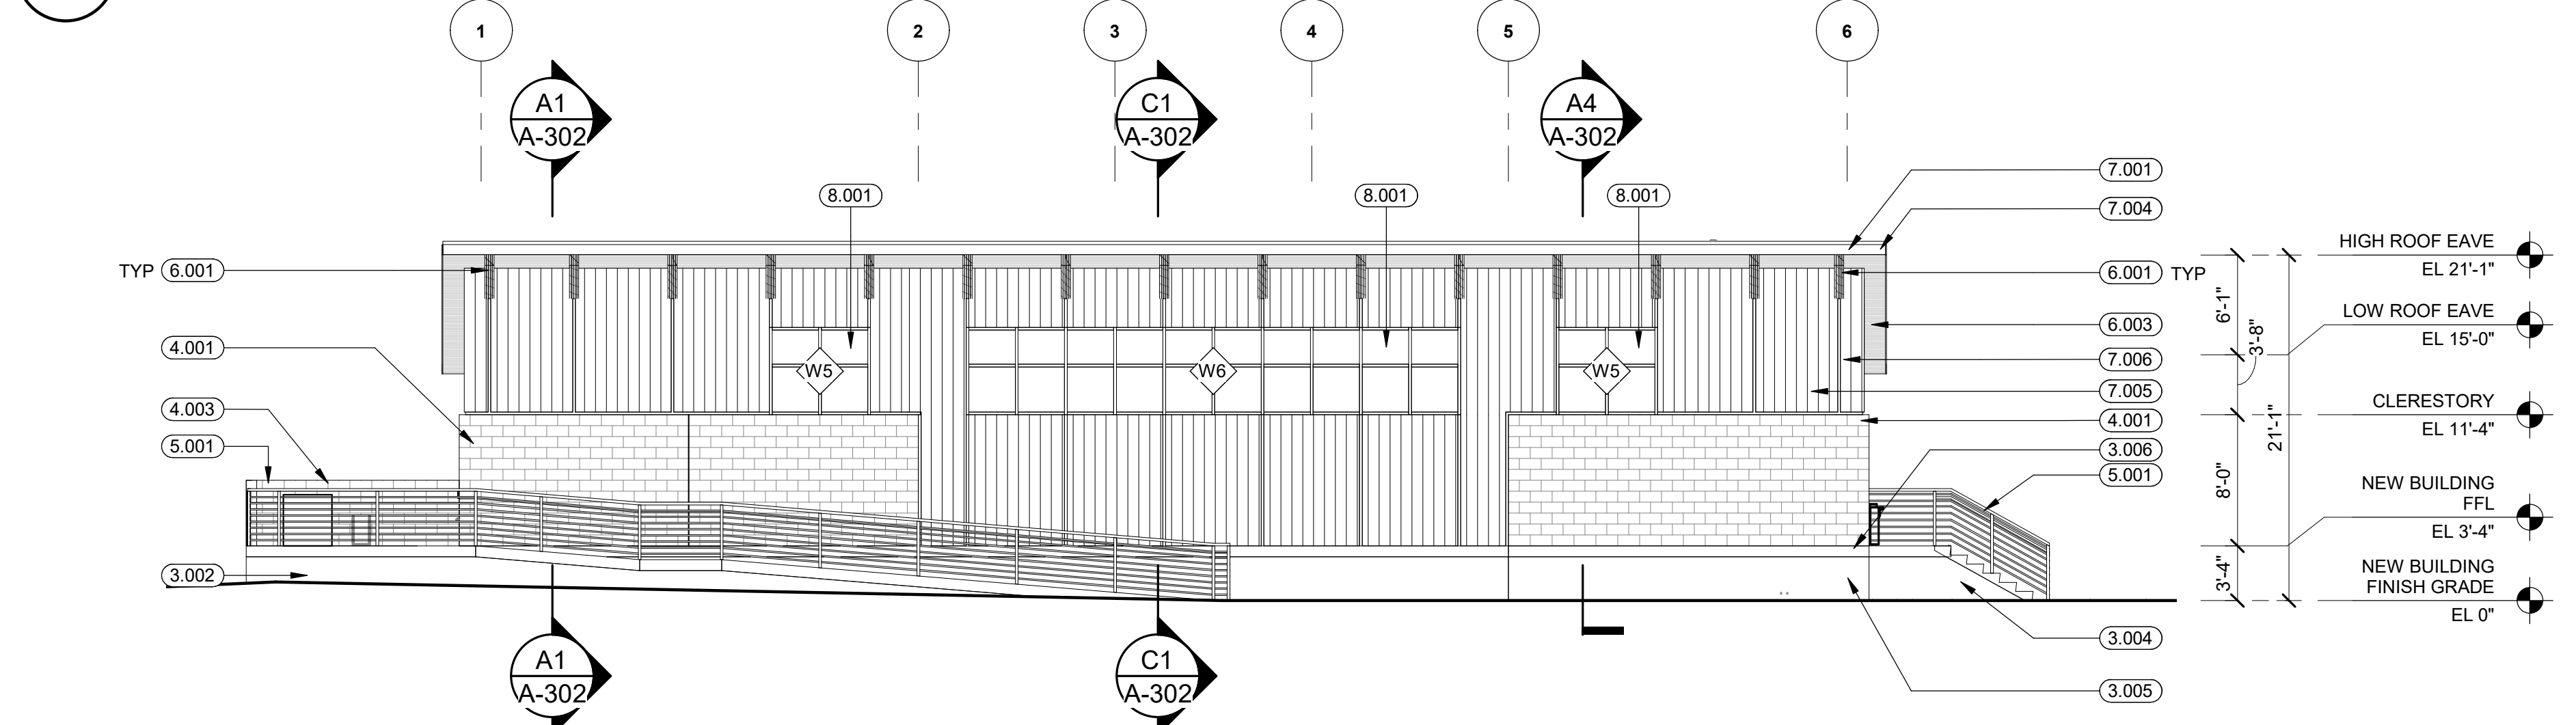 1
2
3
4
5
6
A1
A-302
C1
A-302
A4
A-302
8.001
8.001
8.001
7.001
7.004
TYP 6.001
6.001 TYP
6.003
4.001
7.006
7.005
4.003
4.001
5.001
3.006
5.001
3.002
3.004
3.005
W5
W6
W5
HIGH ROOF EAVE
EL 21'-1"
LOW ROOF EAVE
EL 15'-0"
CLERESTORY
EL 11'-4"
NEW BUILDING
FFL
EL 3'-4"
NEW BUILDING
FINISH GRADE
EL 0"
6'-1"
3'-8"
21'-1"
8'-0"
3'-4"
A1
A-302
C1
A-302